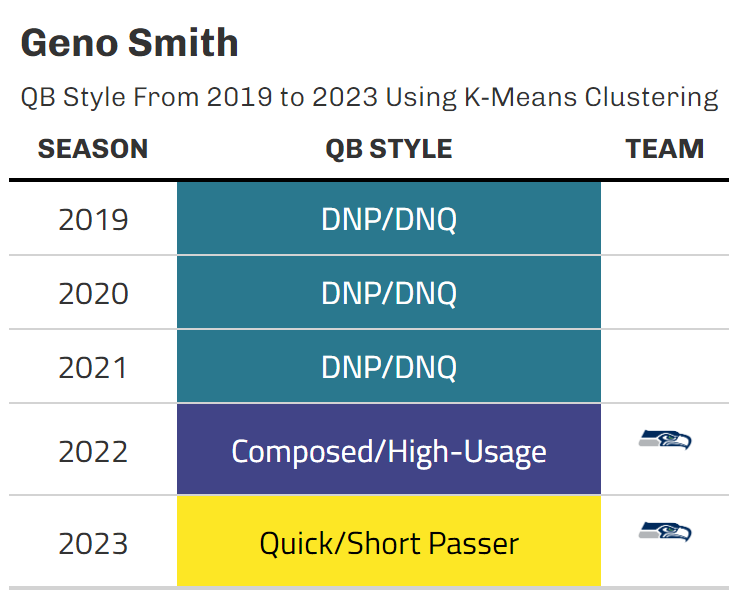 Geno Smith
QB Style From 2019 to 2023 Using K-Means Clustering
SEASON QB STYLE TEAM
2019 DNP/DNQ
2020 DNP/DNQ
2021 DNP/DNQ
2022 Composed/High-Usage
2023 Quick/Short Passer